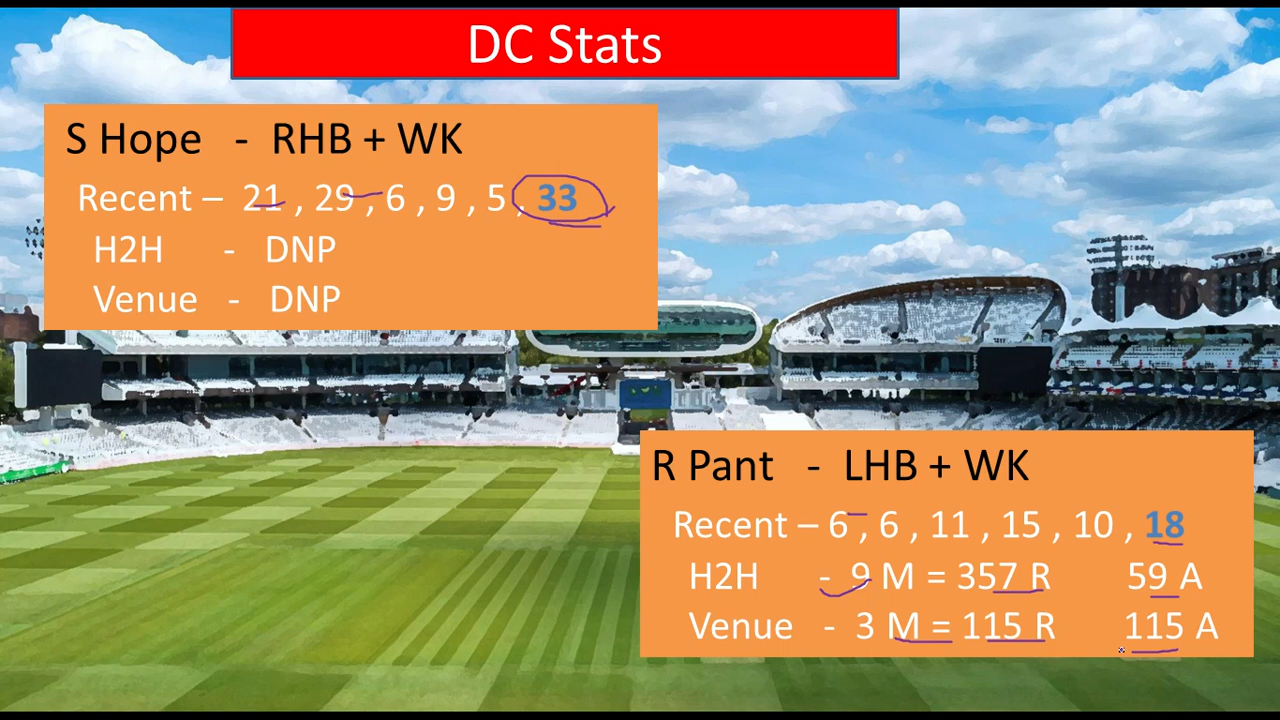 DC Stats
S Hope - RHB + WK
Recent – 21 , 29 , 6 , 9 , 5 , 33
H2H - DNP
Venue - DNP
R Pant - LHB + WK
Recent – 6 , 6 , 11 , 15 , 10 , 18
H2H - 9 M = 357 R 59 A
Venue - 3 M = 115 R 115 A